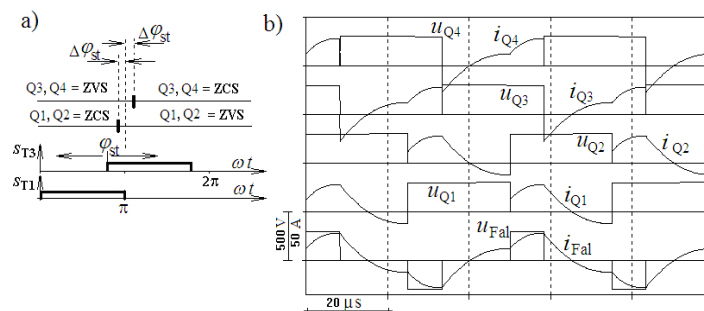 a)
Δφst
Δφst
Q3, Q4 = ZVS
Q3, Q4 = ZCS
Q1, Q2 = ZCS
Q1, Q2 = ZVS
φst
sT3
ωt
2π
sT1
ωt
π
b)
uQ4
iQ4
uQ3
iQ3
uQ2
iQ2
uQ1
iQ1
500 V
50 A
uFal
iFal
20 μs